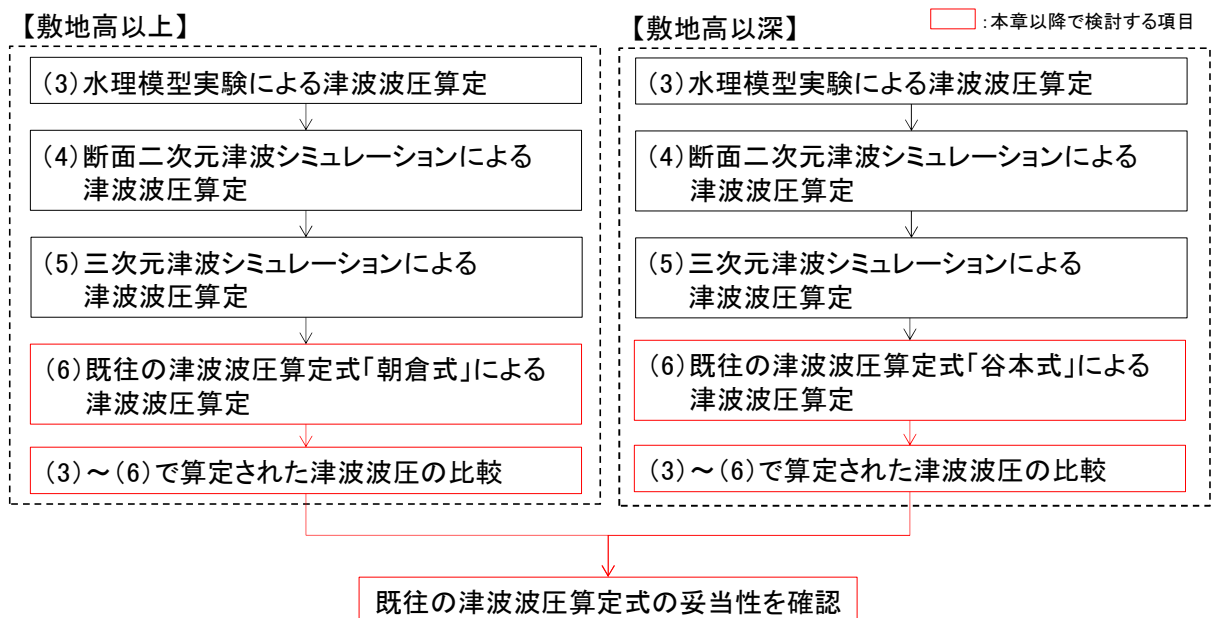 【敷地高以上】
(3)水理模型実験による津波波圧算定
(4)断面二次元津波シミュレーションによる
津波波圧算定
(5)三次元津波シミュレーションによる
津波波圧算定
(6)既往の津波波圧算定式「朝倉式」による
津波波圧算定
(3)～(6)で算定された津波波圧の比較
【敷地高以深】
:本章以降で検討する項目
(3)水理模型実験による津波波圧算定
(4)断面二次元津波シミュレーションによる
津波波圧算定
(5)三次元津波シミュレーションによる
津波波圧算定
(6)既往の津波波圧算定式「谷本式」による
津波波圧算定
(3)～(6)で算定された津波波圧の比較
既往の津波波圧算定式の妥当性を確認